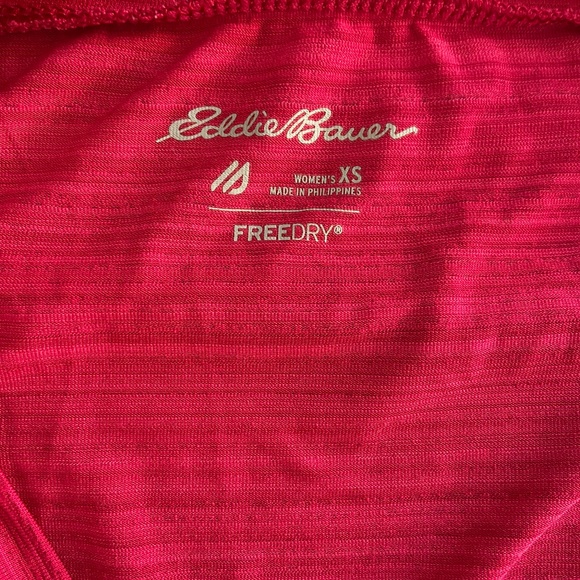 Eddie Bauer
WOMEN'S XS
MADE IN PHILIPPINES
FREEDRY®